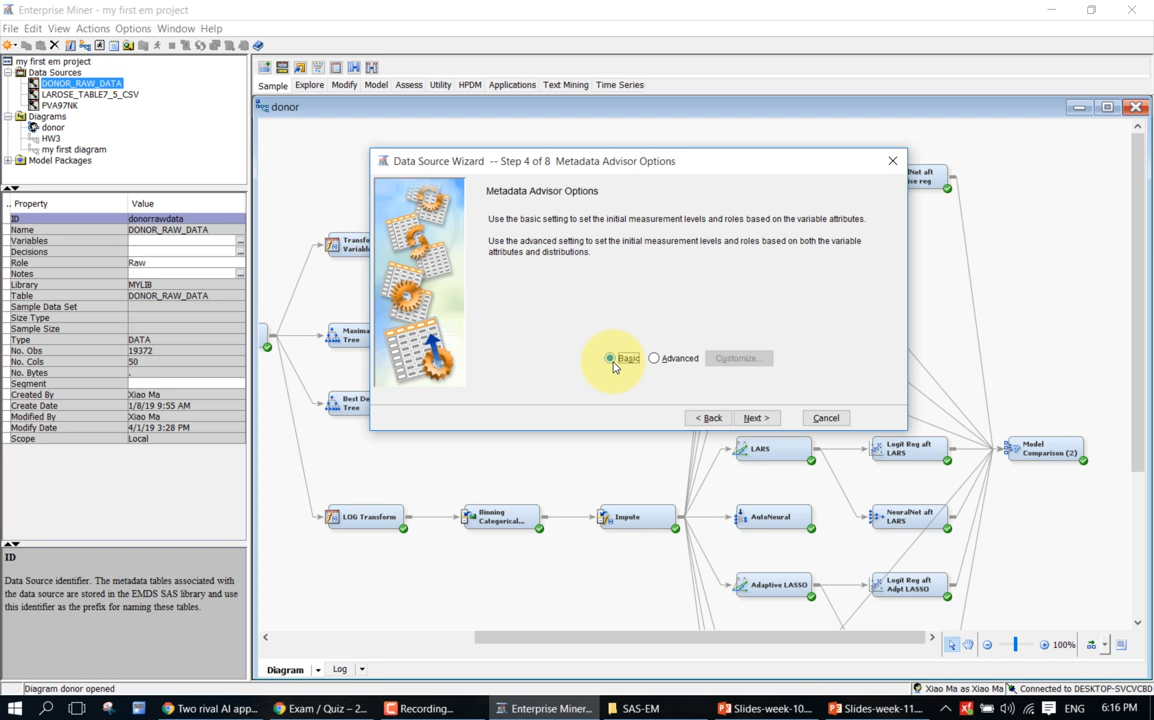 Enterprise Miner - my first em project
File Edit View Actions Options Window Help
my first em project
Data Sources
DONOR_RAW_DATA
LAROSE_TABLE7_5_CSV
PVA97NK
Diagrams
donor
HW3
my first diagram
Model Packages
Sample Explore Modify Model Assess Utility HPDM Applications Text Mining Time Series
donor
.. Property Value
ID donorrawdata
Name DONOR_RAW_DATA
Variables ...
Decisions ...
Role Raw
Notes ...
Library MYLIB
Table DONOR_RAW_DATA
Sample Data Set
Size Type
Sample Size
Type DATA
No. Obs 19372
No. Cols 50
No. Bytes .
Segment
Created By Xiao Ma
Create Date 1/8/19 9:55 AM
Modified By Xiao Ma
Modify Date 4/1/19 3:28 PM
Scope Local
ID
Data Source identifier. The metadata tables associated with
the data source are stored in the EMDS SAS library and use
this identifier as the prefix for naming these tables.
Data Source Wizard -- Step 4 of 8 Metadata Advisor Options
Metadata Advisor Options
Use the basic setting to set the initial measurement levels and roles based on the variable attributes.
Use the advanced setting to set the initial measurement levels and roles based on both the variable
attributes and distributions.
Basic Advanced Customize...
< Back Next > Cancel
Transfo
Variabl
Maxima
Tree
Best De
Tree
Net aft
ise reg
LARS
Logit Reg aft
LARS
Model
Comparison (2)
LOG Transform
Binning
Categorical...
Impute
AutoNeural
NeuralNet aft
LARS
Adaptive LASSO
Logit Reg aft
Adpt LASSO
100%
Diagram Log
Diagram donor opened
Xiao Ma as Xiao Ma Connected to DESKTOP-SVCVCBD
Two rival AI app... Exam / Quiz – 2... Recording... Enterprise Miner... SAS-EM Slides-week-10.... Slides-week-11.... ENG 6:16 PM